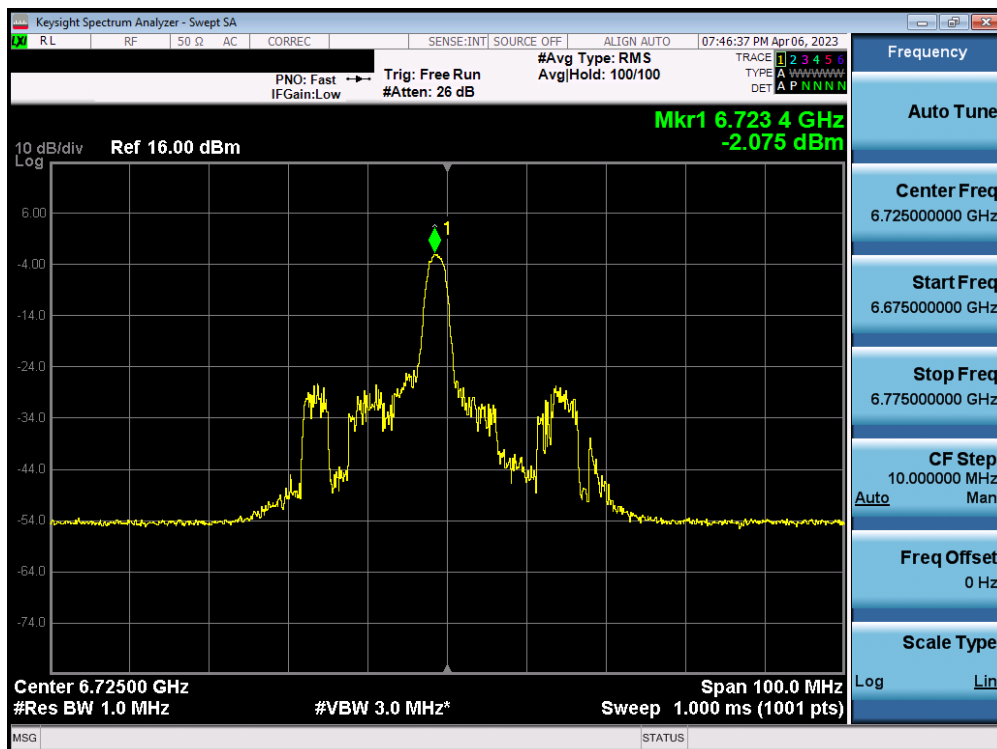 Keysight Spectrum Analyzer - Swept SA
LXI RL RF 50 Ω AC CORREC SENSE:INT SOURCE OFF ALIGN AUTO 07:46:37 PM Apr 06, 2023
PNO: Fast Trig: Free Run #Avg Type: RMS TRACE 1 2 3 4 5 6
IFGain:Low #Atten: 26 dB Avg|Hold: 100/100 TYPE A WWWWW
DET A P N N N N
Mkr1 6.723 4 GHz
-2.075 dBm
10 dB/div Ref 16.00 dBm
Log
6.00
-4.00
-14.0
-24.0
-34.0
-44.0
-54.0
-64.0
-74.0
1
Center 6.72500 GHz Span 100.0 MHz
#Res BW 1.0 MHz #VBW 3.0 MHz* Sweep 1.000 ms (1001 pts)
MSG STATUS
Frequency
Auto Tune
Center Freq
6.725000000 GHz
Start Freq
6.675000000 GHz
Stop Freq
6.775000000 GHz
CF Step
10.000000 MHz
Auto Man
Freq Offset
0 Hz
Scale Type
Log Lin